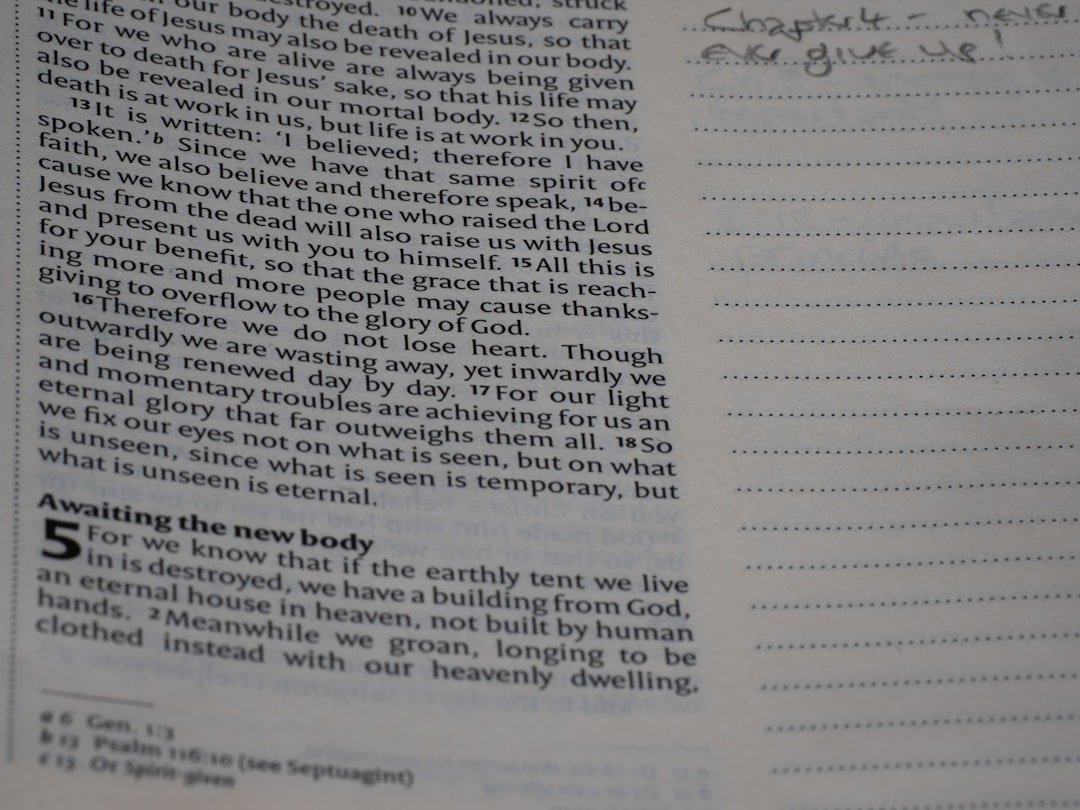 destroyed. 10 We always carry
our body the death of Jesus, so that
the life of Jesus may also be revealed in our body.
11 For we who are alive are always being given
over to death for Jesus' sake, so that his life may
also be revealed in our mortal body. 12 So then,
death is at work in us, but life is at work in you.
13 It is written: 'I believed; therefore I have
spoken.'b Since we have that same spirit ofc
faith, we also believe and therefore speak, 14 be-
cause we know that the one who raised the Lord
Jesus from the dead will also raise us with Jesus
and present us with you to himself. 15 All this is
for your benefit, so that the grace that is reach-
ing more and more people may cause thanks-
giving to overflow to the glory of God.
16 Therefore we do not lose heart. Though
outwardly we are wasting away, yet inwardly we
are being renewed day by day. 17 For our light
and momentary troubles are achieving for us an
eternal glory that far outweighs them all. 18 So
we fix our eyes not on what is seen, but on what
is unseen, since what is seen is temporary, but
what is unseen is eternal.
Awaiting the new body
5 For we know that if the earthly tent we live
in is destroyed, we have a building from God,
an eternal house in heaven, not built by human
hands. 2 Meanwhile we groan, longing to be
clothed instead with our heavenly dwelling,
a 6 Gen. 1:3
b 13 Psalm 116:10 (see Septuagint)
c 13 Or Spirit-given
Chapter 4 - never
ever give up!